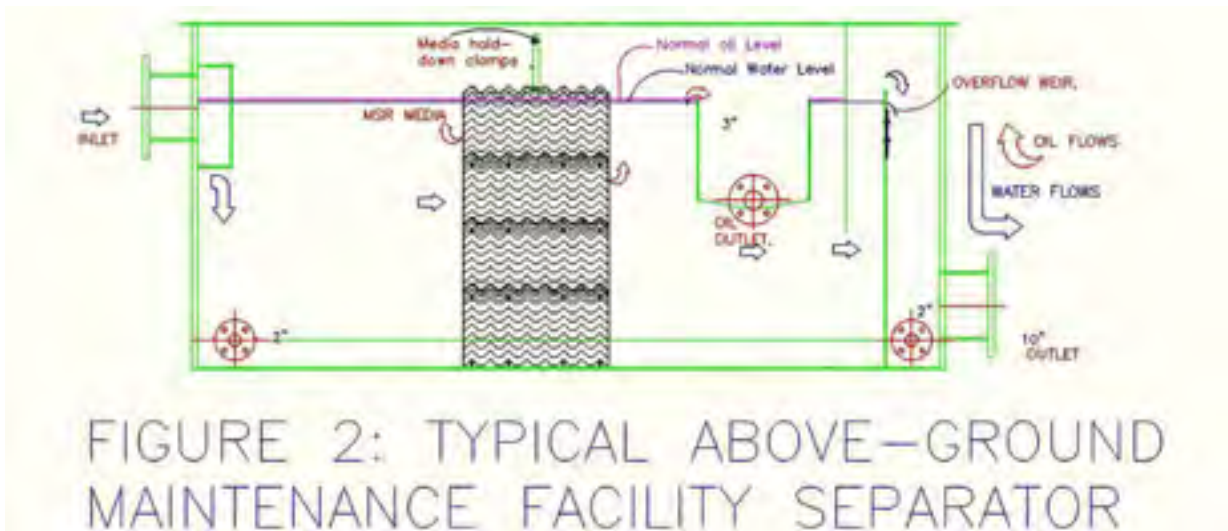 Media hold-
down clamps
Normal oil Level
Normal Water Level
OVERFLOW WEIR.
MSR MEDIA
3"
INLET
OIL FLOWS
WATER FLOWS
OIL
OUTLET.
2"
2"
10"
OUTLET
FIGURE 2: TYPICAL ABOVE-GROUND
MAINTENANCE FACILITY SEPARATOR